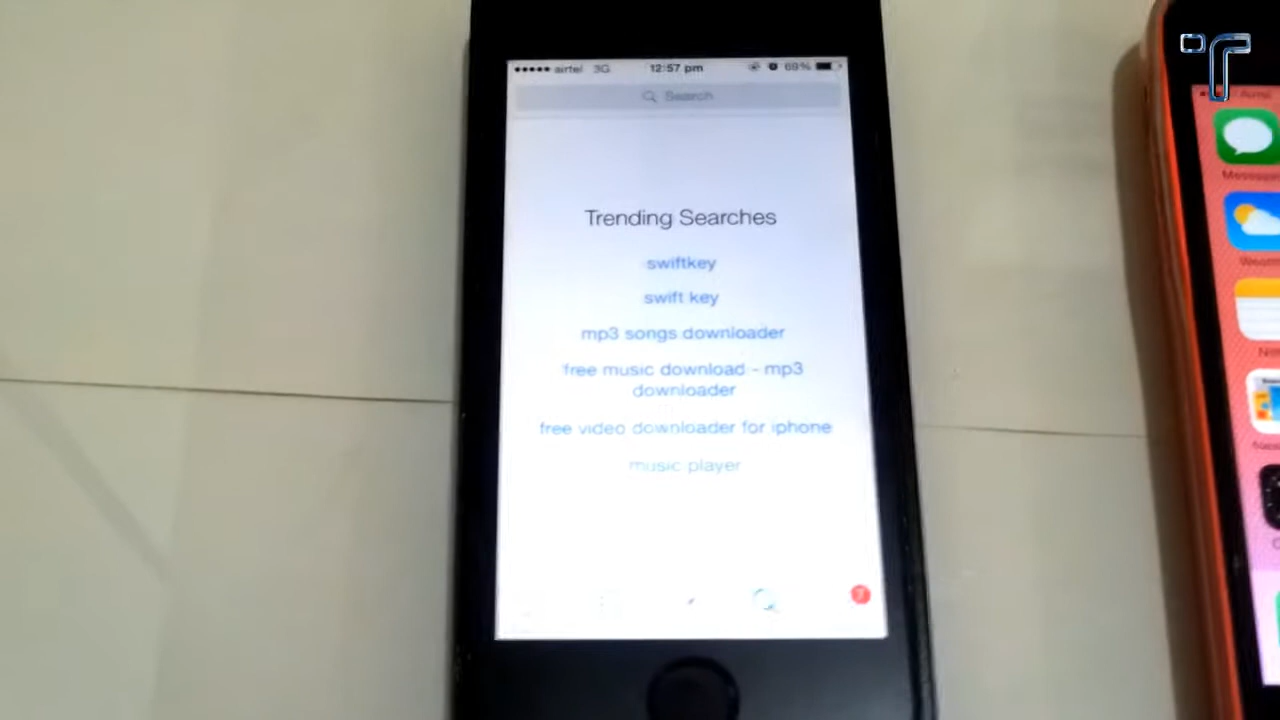 airtel 3G 12:57 pm 69%
Search
Trending Searches
swiftkey
swift key
mp3 songs downloader
free music download - mp3
downloader
free video downloader for iphone
music player
7